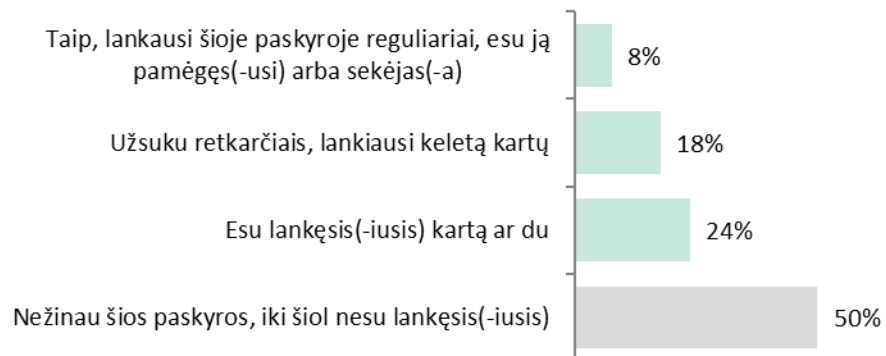 Taip, lankausi šioje paskyroje reguliariai, esu ją
pamėgęs(-usi) arba sekėjas(-a)
8%
Užsuku retkarčiais, lankiausi keletą kartų
18%
Esu lankęsis(-iusis) kartą ar du
24%
Nežinau šios paskyros, iki šiol nesu lankęsis(-iusis)
50%